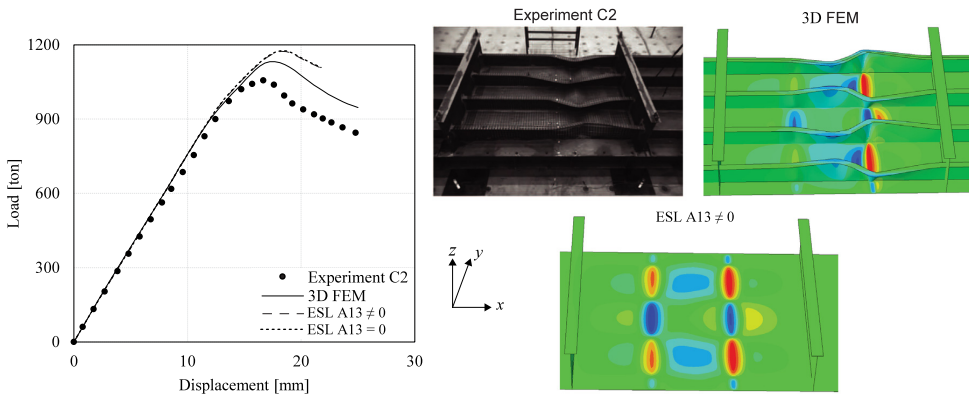 Experiment C2
3D FEM
1200
900
600
300
0
Load [ton]
0
10
20
30
Displacement [mm]
Experiment C2
3D FEM
ESL A13 ≠ 0
ESL A13 = 0
ESL A13 ≠ 0
z
y
x